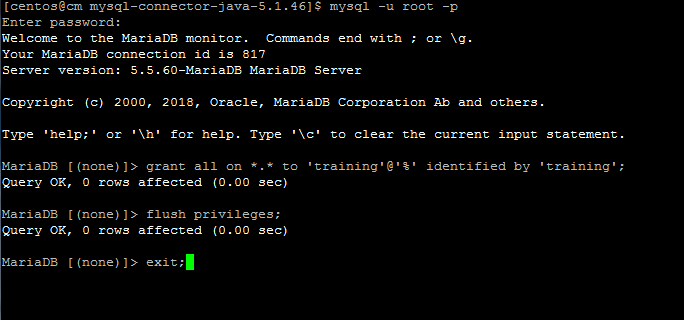 [centos@cm mysql-connector-java-5.1.46]$ mysql -u root -p
Enter password:
Welcome to the MariaDB monitor.  Commands end with ; or \g.
Your MariaDB connection id is 817
Server version: 5.5.60-MariaDB MariaDB Server
Copyright (c) 2000, 2018, Oracle, MariaDB Corporation Ab and others.
Type 'help;' or '\h' for help. Type '\c' to clear the current input statement.
MariaDB [(none)]> grant all on *.* to 'training'@'%' identified by 'training';
Query OK, 0 rows affected (0.00 sec)
MariaDB [(none)]> flush privileges;
Query OK, 0 rows affected (0.00 sec)
MariaDB [(none)]> exit;